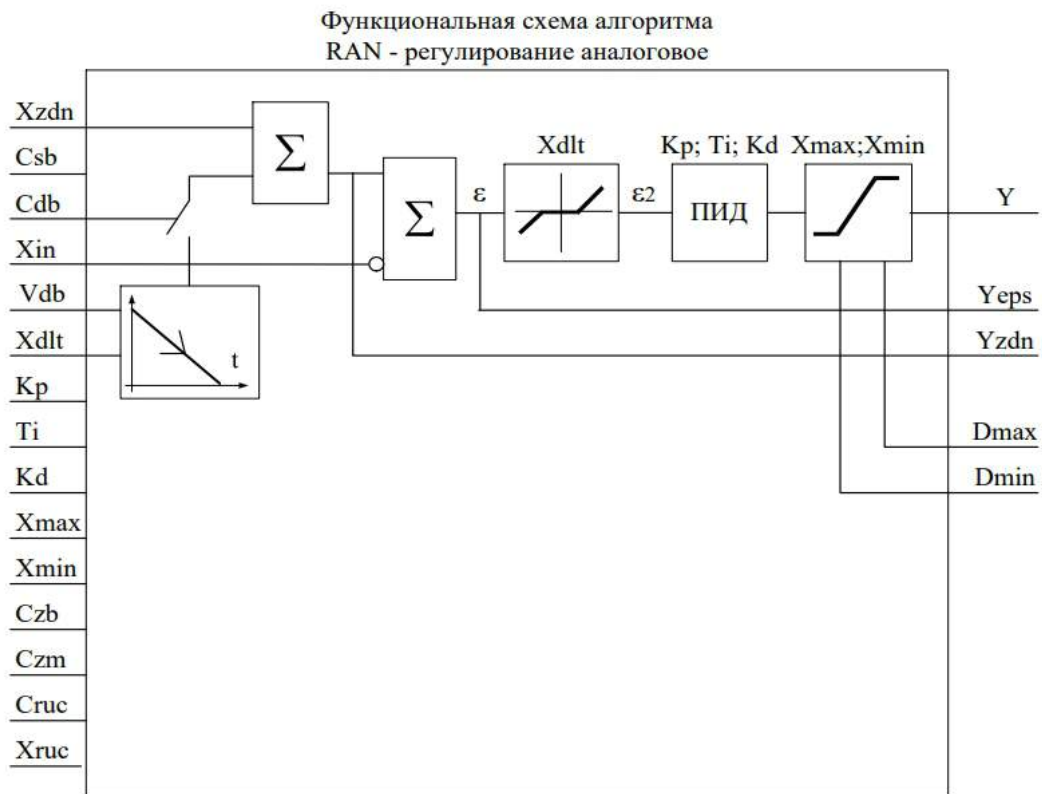 Функциональная схема алгоритма
RAN - регулирование аналоговое
Xzdn
Csb
Cdb
Xin
Vdb
Xdlt
Kp
Ti
Kd
Xmax
Xmin
Czb
Czm
Cruc
Xruc
t
Σ
Σ
ε
Xdlt
ε2
Kp; Ti; Kd
ПИД
Xmax;Xmin
Y
Yeps
Yzdn
Dmax
Dmin